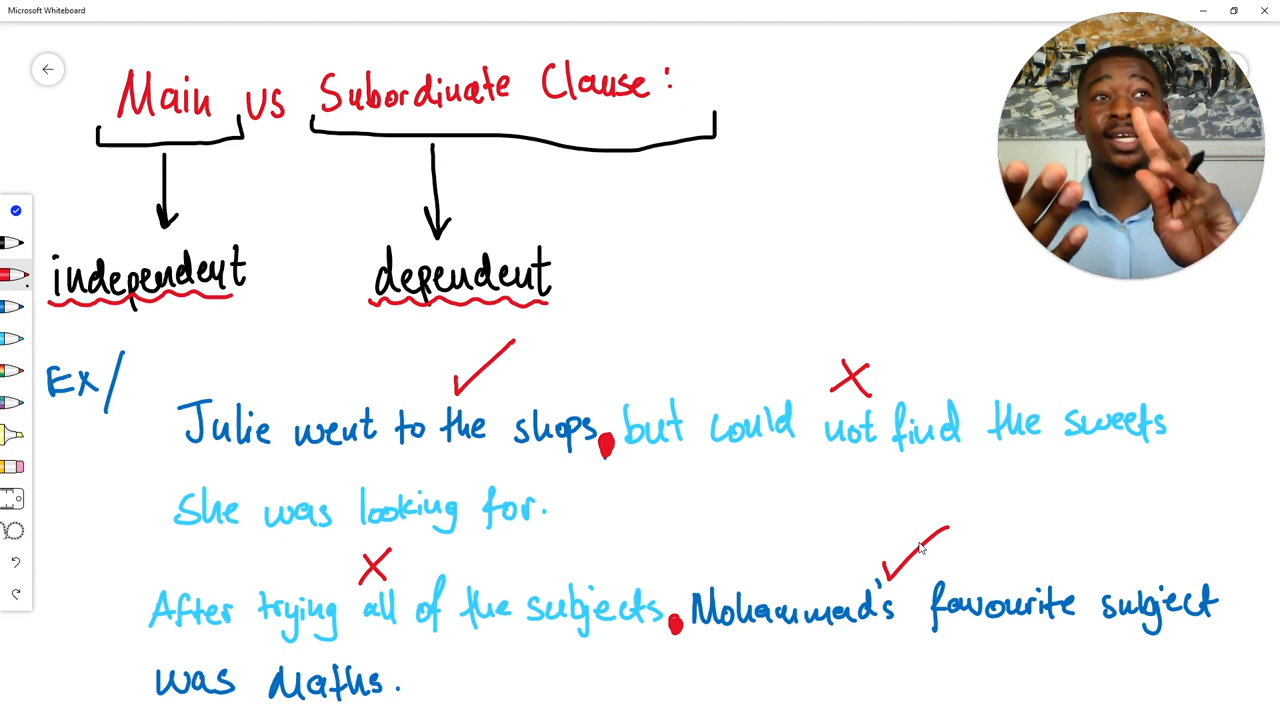 Microsoft Whiteboard
Main vs Subordinate Clause:
independent dependent
Ex/
Julie went to the shops, but could not find the sweets
she was looking for.
After trying all of the subjects, Mohammad's favourite subject
was maths.